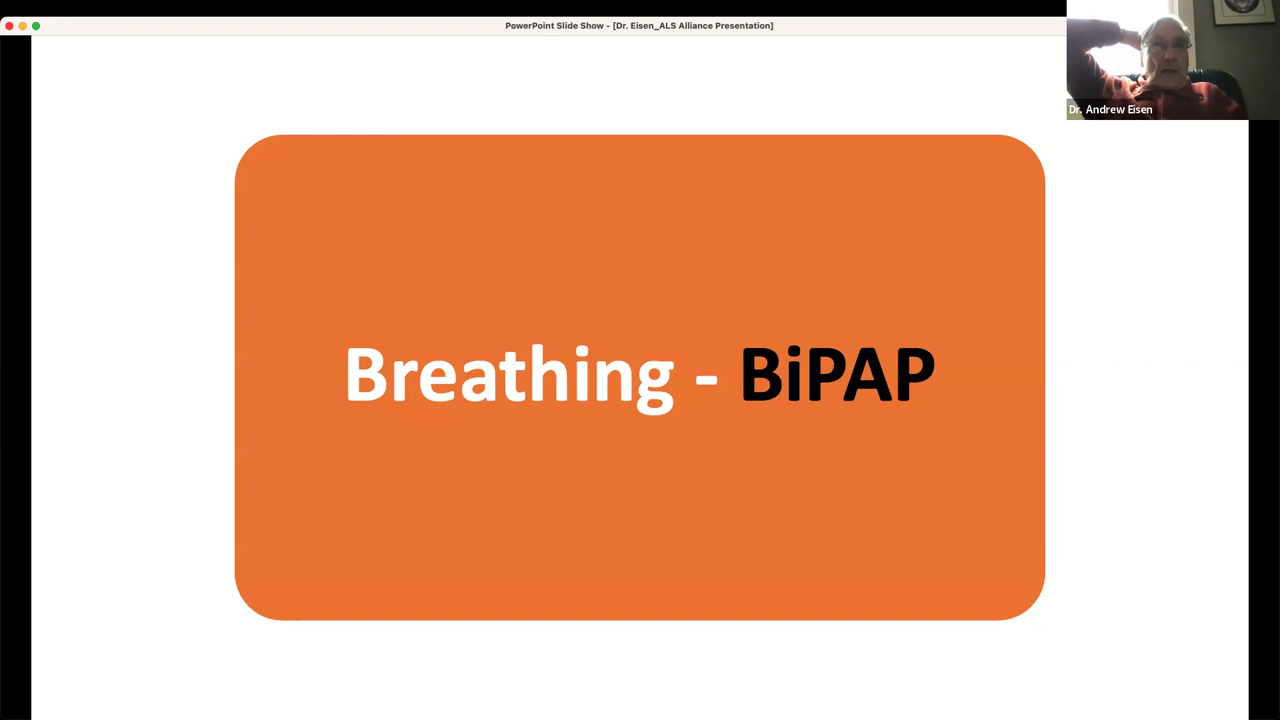 PowerPoint Slide Show - [Dr. Eisen_ALS Alliance Presentation]
Dr. Andrew Eisen
Breathing - BiPAP